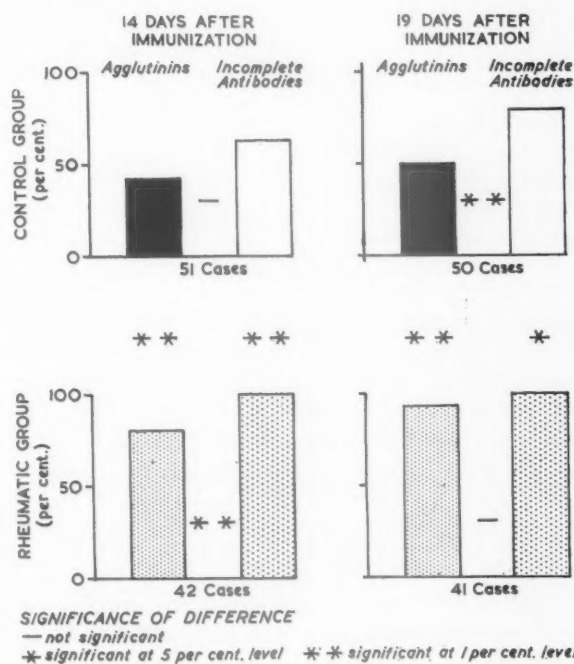 14 DAYS AFTER IMMUNIZATION
19 DAYS AFTER IMMUNIZATION
Agglutinins
Incomplete Antibodies
Agglutinins
Incomplete Antibodies
CONTROL GROUP (per cent.)
100
50
0
51 Cases
50 Cases
** **
** *
RHEUMATIC GROUP (per cent.)
100
50
0
42 Cases
41 Cases
SIGNIFICANCE OF DIFFERENCE
— not significant
* significant at 5 per cent. level ** significant at 1 per cent. level